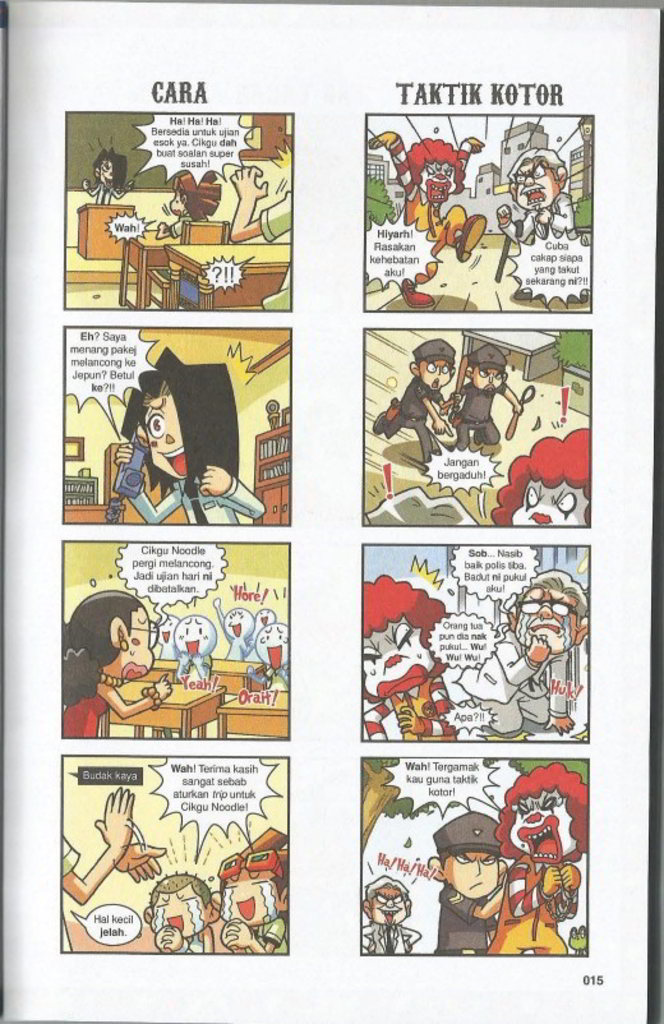 CARA
Ha! Ha! Ha!
Bersedia untuk ujian
esok ya. Cikgu dah
buat soalan super
susah!
Wah!
?!!
Eh? Saya
menang pakej
melancong ke
Jepun? Betul
ke?!!
Cikgu Noodle
pergi melancong.
Jadi ujian hari ni
dibatalkan.
Hore!
Yeah!
Orait!
Budak kaya
Wah! Terima kasih
sangat sebab
aturkan trip untuk
Cikgu Noodle!
Hal kecil
jelah.
TAKTIK KOTOR
Hiyarh!
Rasakan
kehebatan
aku!
Cuba
cakap siapa
yang takut
sekarang ni?!!
Jangan
bergaduh!
!
!
Sob... Nasib
baik polis tiba.
Badut ni pukul
aku!
Orang tua
pun dia nak
pukul... Wu!
Wu! Wu!
Huk!
Apa?!!
Wah! Tergamak
kau guna taktik
kotor!
Ha! Ha! Ha!
015